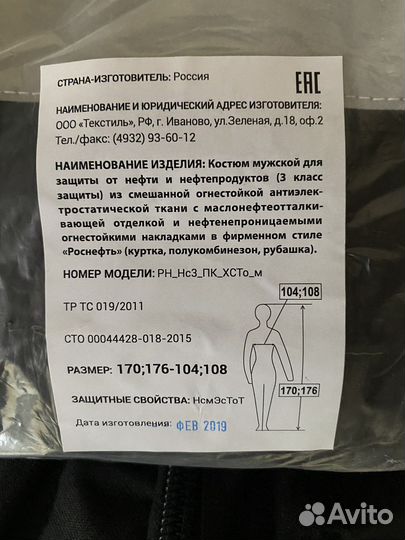 СТРАНА-ИЗГОТОВИТЕЛЬ: Россия
EAC
НАИМЕНОВАНИЕ И ЮРИДИЧЕСКИЙ АДРЕС ИЗГОТОВИТЕЛЯ:
ООО «Текстиль», РФ, г. Иваново, ул.Зеленая, д.18, оф.2
Тел./факс: (4932) 93-60-12
НАИМЕНОВАНИЕ ИЗДЕЛИЯ: Костюм мужской для
защиты от нефти и нефтепродуктов (3 класс
защиты) из смешанной огнестойкой антиэлек-
тростатической ткани с маслонефтеотталки-
вающей отделкой и нефтенепроницаемыми
огнестойкими накладками в фирменном стиле
«Роснефть» (куртка, полукомбинезон, рубашка).
НОМЕР МОДЕЛИ: РН_Нс3_ПК_ХСТо_м
104;108
ТР ТС 019/2011
СТО 00044428-018-2015
РАЗМЕР: 170;176-104;108
170;176
ЗАЩИТНЫЕ СВОЙСТВА: НсмЭсТоТ
Дата изготовления: ФЕВ 2019
Avito